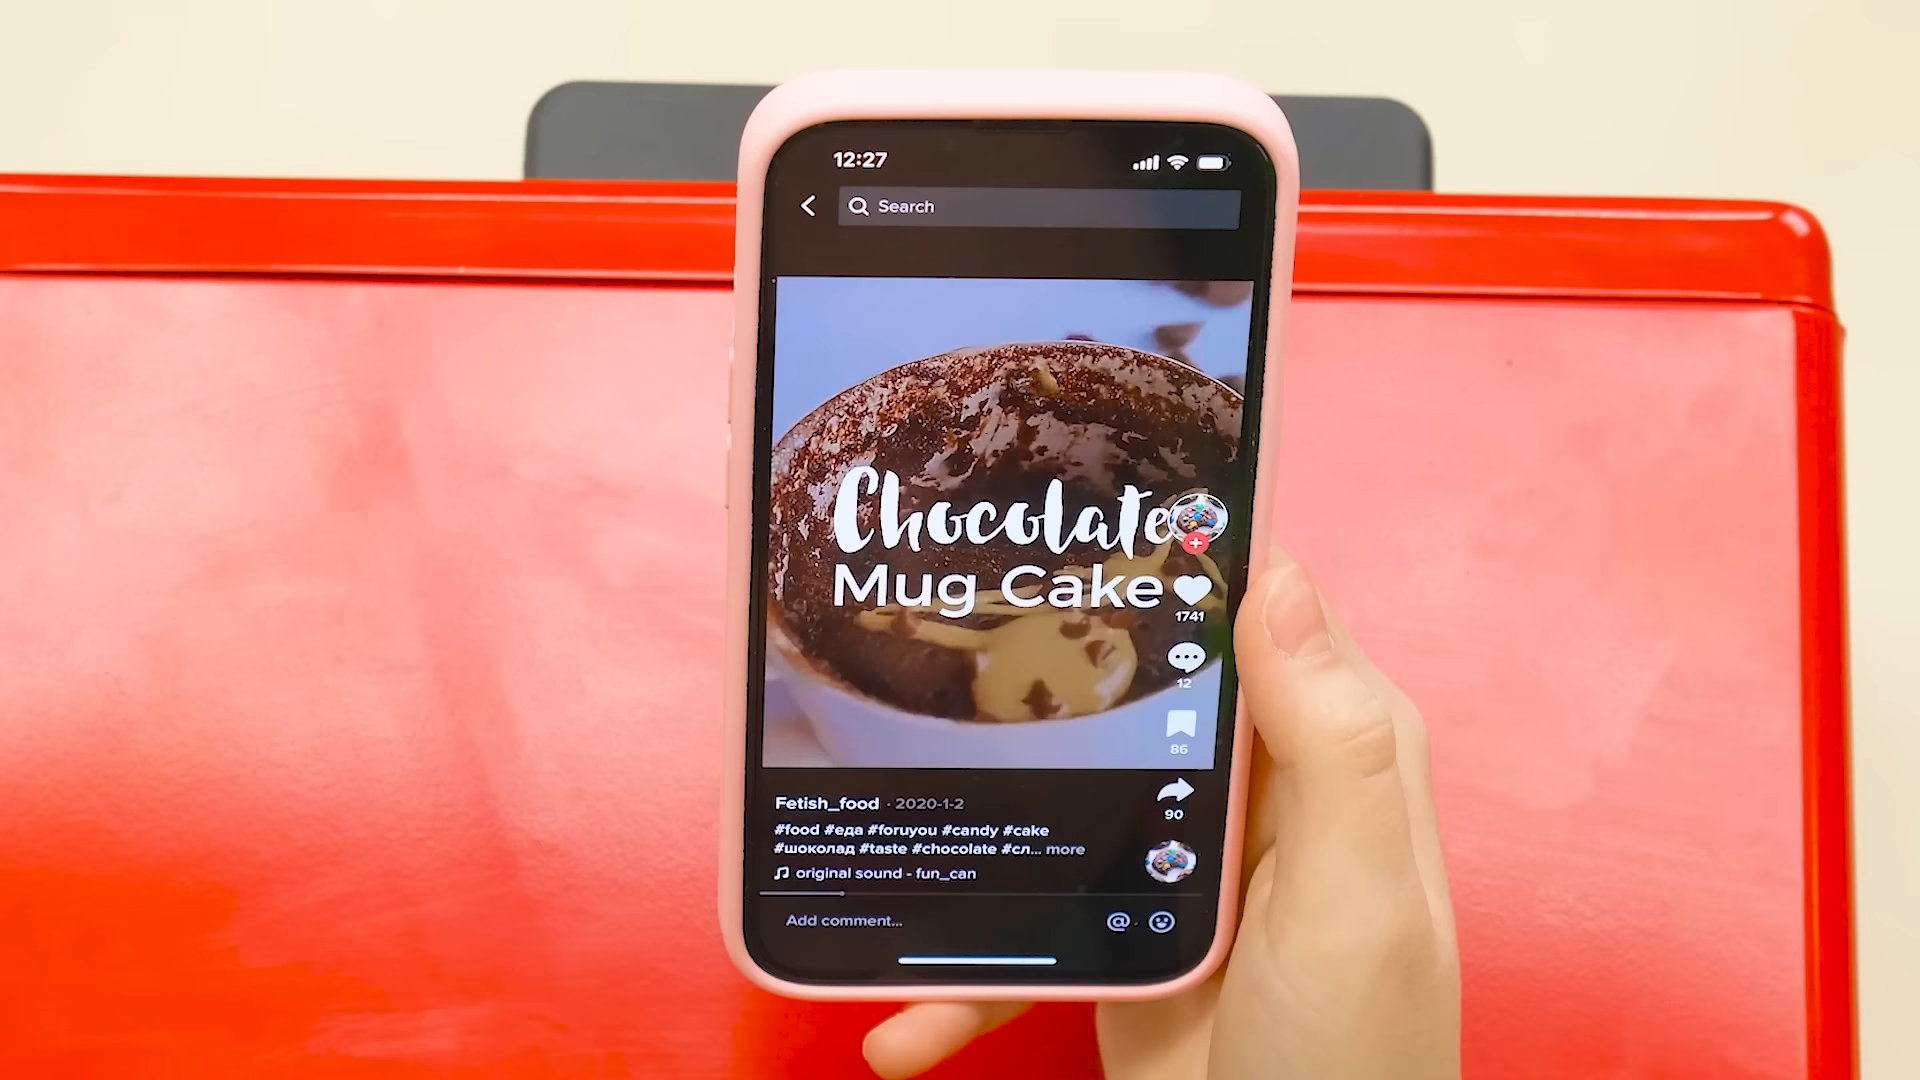 12:27
Search
Chocolate
Mug Cake
1741
12
86
90
Fetish_food · 2020-1-2
#food #еда #foruyou #candy #cake
#шоколад #taste #chocolate #сл... more
original sound - fun_can
Add comment...
@